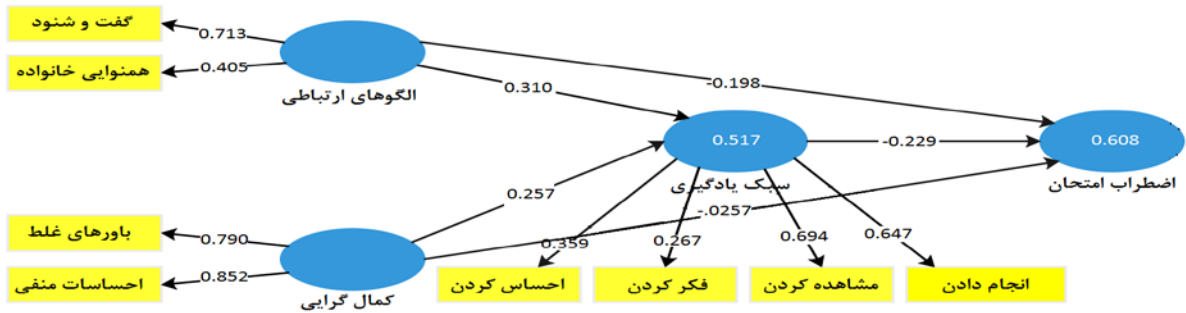 گفت و شنود
0.713
همنوایی خانواده
0.405
الگوهای ارتباطی
-0.198
0.310
0.517
-0.229
0.608
سبک یادگیری
اضطراب امتحان
0.257
-.0257
باورهای غلط
0.790
احساسات منفی
0.852
کمال گرایی
0.359
0.267
0.694
0.647
احساس کردن
فکر کردن
مشاهده کردن
انجام دادن